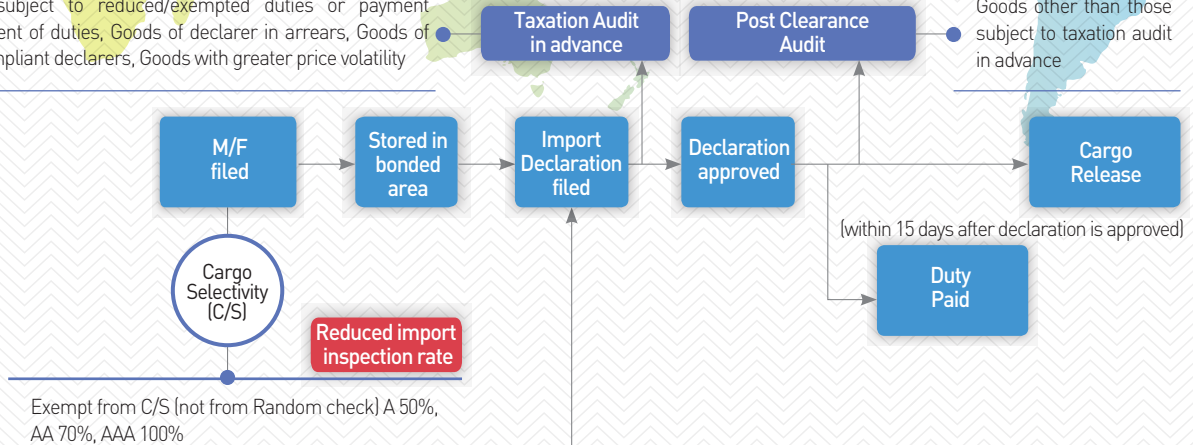 subject to reduced/exempted duties or payment
of duties, Goods of declarer in arrears, Goods of
declarers, Goods with greater price volatility
Taxation Audit
in advance
Post Clearance
Audit
Goods other than those
subject to taxation audit
in advance
M/F
filed
Stored in
bonded
area
Import
Declaration
filed
Declaration
approved
Cargo
Release
(within 15 days after declaration is approved)
Duty
Paid
Cargo
Selectivity
(C/S)
Reduced import
inspection rate
Exempt from C/S (not from Random check) A 50%,
AA 70%, AAA 100%